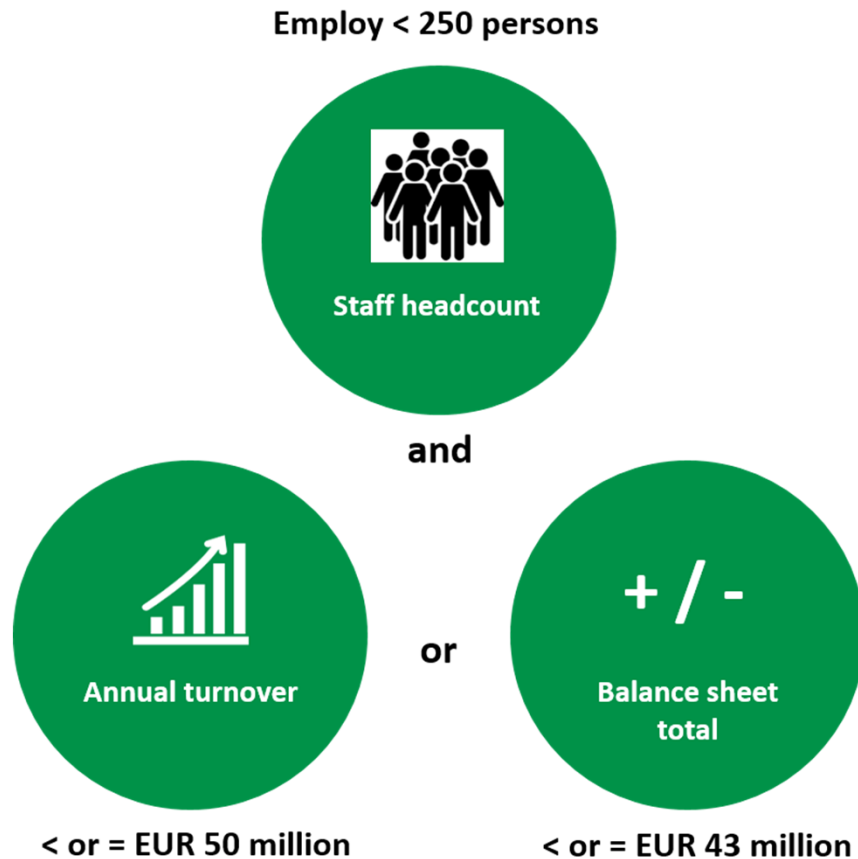 Employ < 250 persons
Staff headcount
and
Annual turnover
or
+ / -
Balance sheet
total
< or = EUR 50 million
< or = EUR 43 million